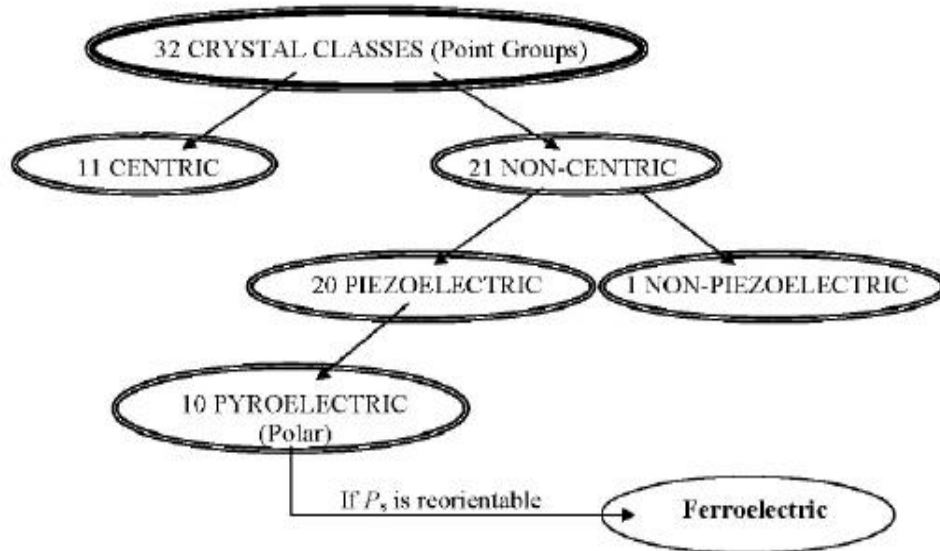 32 CRYSTAL CLASSES (Point Groups)
11 CENTRIC
21 NON-CENTRIC
20 PIEZOELECTRIC
1 NON-PIEZOELECTRIC
10 PYROELECTRIC
(Polar)
If Ps is reorientable
Ferroelectric